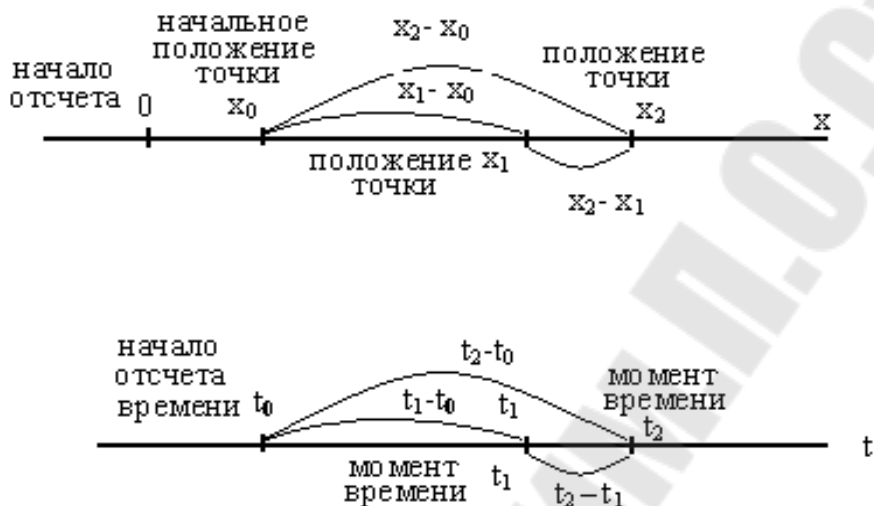 начальное
положение
точки
x₂- x₀
положение
точки
начало
отсчета
0
x₀
x₁- x₀
x₂
x
положение x₁
точки
x₂- x₁
начало
отсчета
времени t₀
t₂-t₀
t₁-t₀
t₁
момент
времени
t₂
t
момент
времени
t₁
t₂-t₁